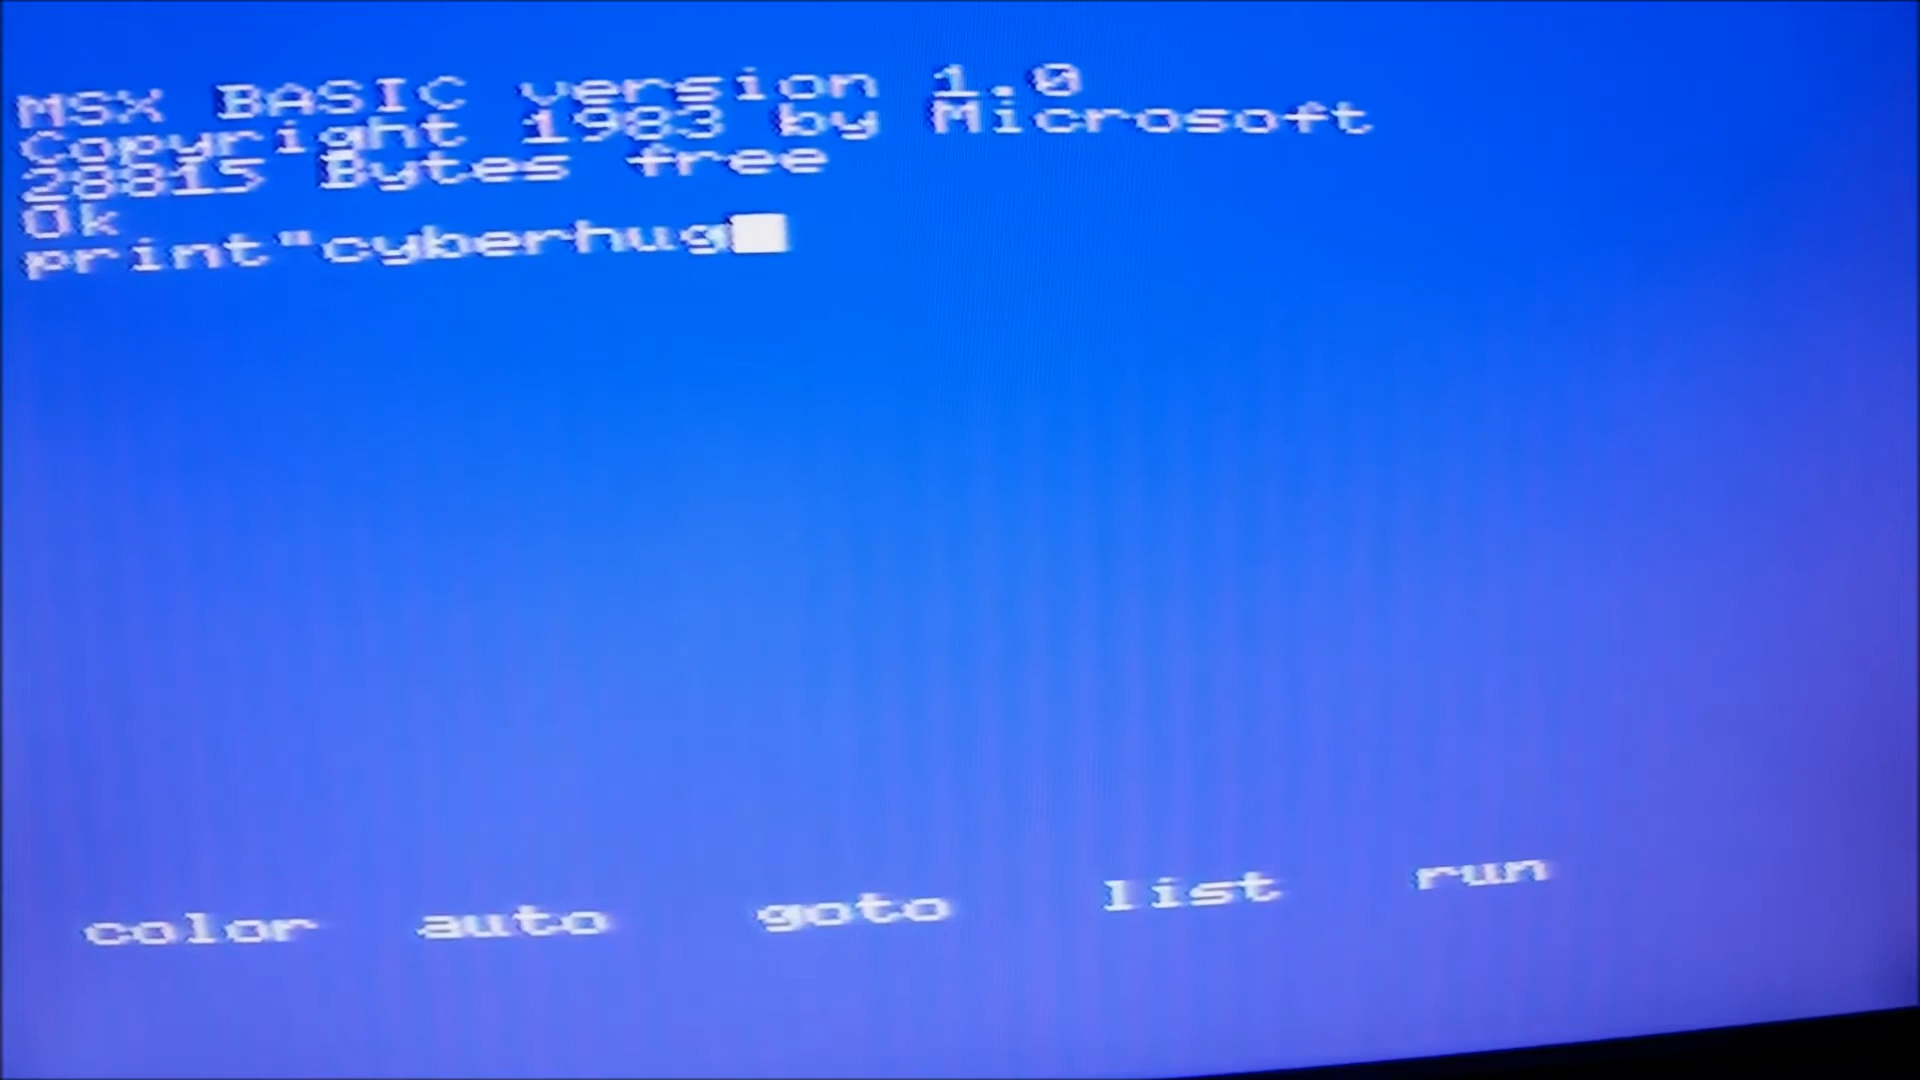 MSX BASIC version 1.0
Copyright 1983 by Microsoft
28815 Bytes free
Ok
print"cyberhug
color auto goto list run